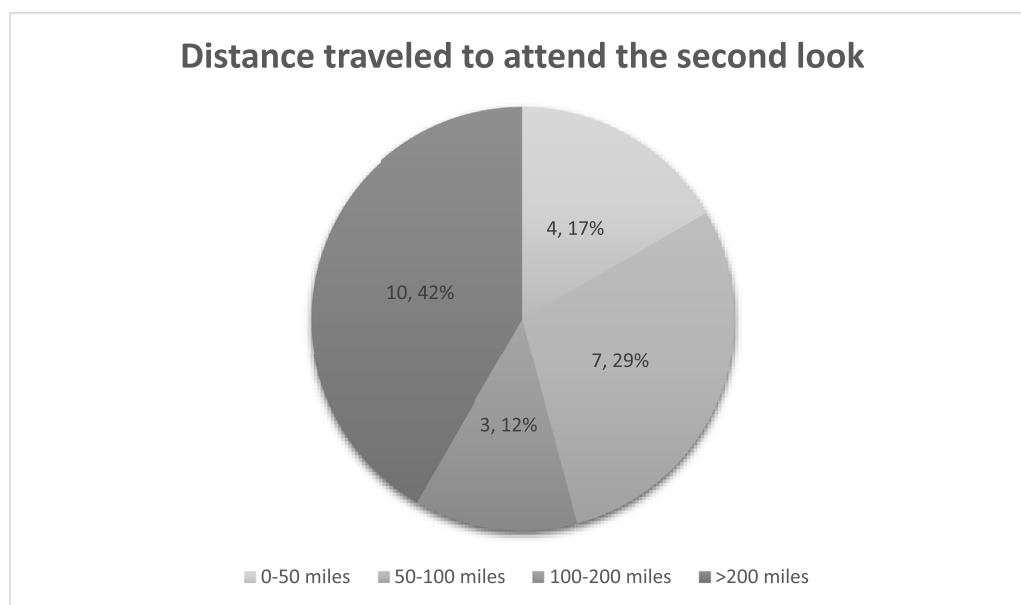 Distance traveled to attend the second look
4, 17%
10, 42%
7, 29%
3, 12%
0-50 miles 50-100 miles 100-200 miles >200 miles